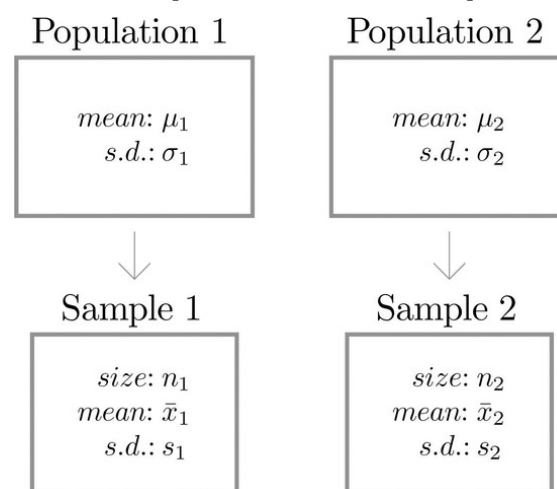 Population 1
mean: μ₁
s.d.: σ₁
Population 2
mean: μ₂
s.d.: σ₂
Sample 1
size: n₁
mean: x̄₁
s.d.: s₁
Sample 2
size: n₂
mean: x̄₂
s.d.: s₂